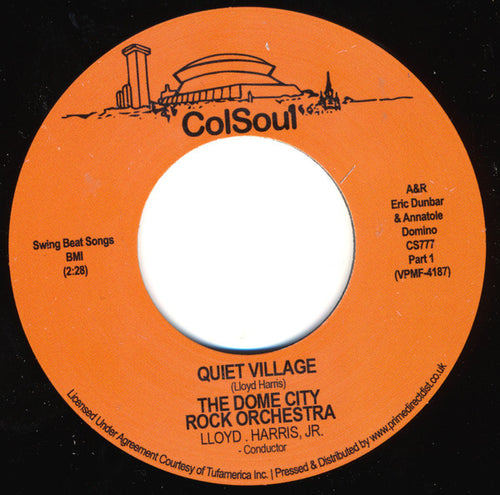 ColSoul
Swing Beat Songs
BMI
(2:28)
A&R
Eric Dunbar
& Annatole
Domino
CS777
Part 1
(VPMF-4187)
QUIET VILLAGE
(Lloyd Harris)
THE DOME CITY
ROCK ORCHESTRA
LLOYD . HARRIS, JR.
- Conductor
Licensed Under Agreement Courtesy of Tufamerica Inc. | Pressed & Distributed by www.primedirectdist.co.uk